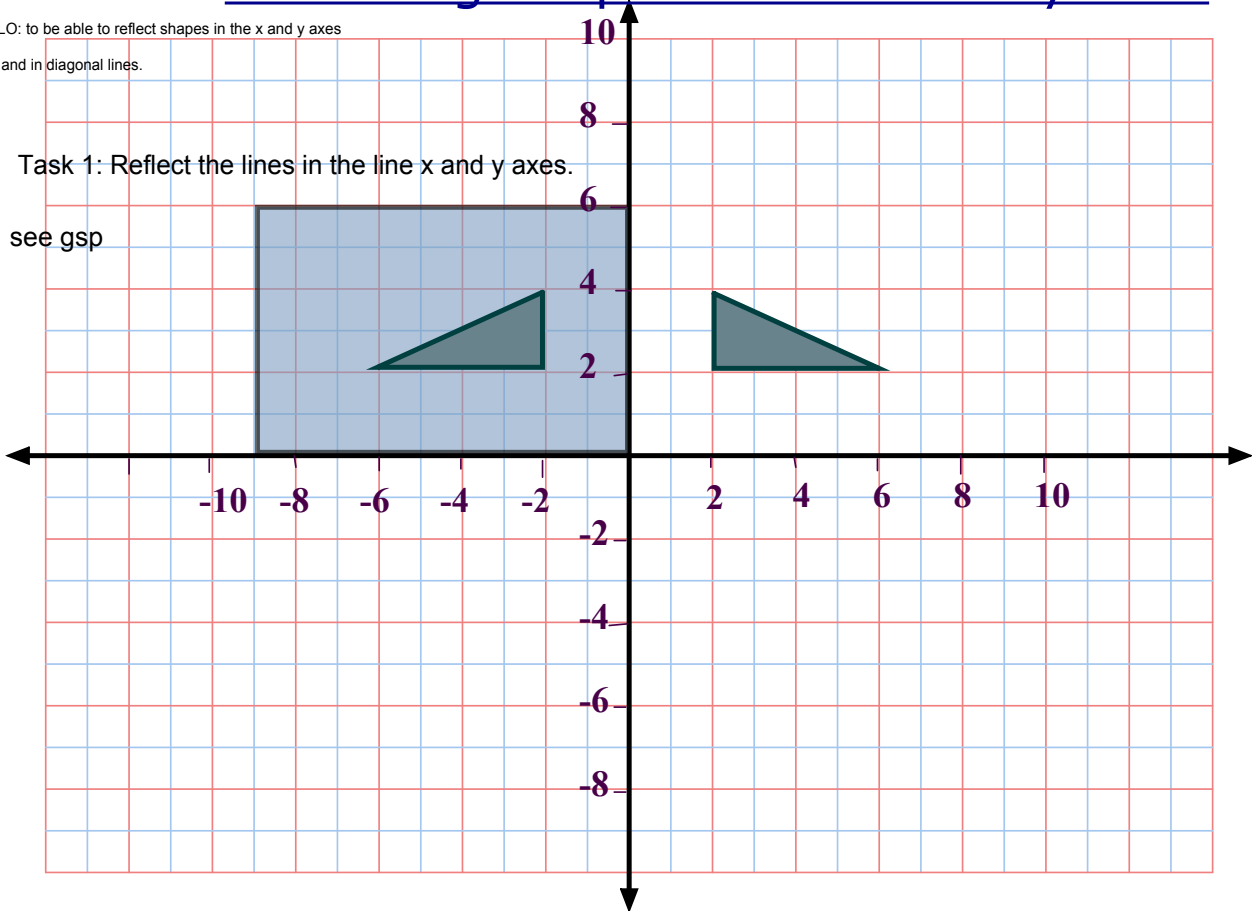 LO: to be able to reflect shapes in the x and y axes
and in diagonal lines.
Task 1: Reflect the lines in the line x and y axes.
see gsp
10
8
6
4
2
-10 -8 -6 -4 -2 2 4 6 8 10
-2
-4
-6
-8